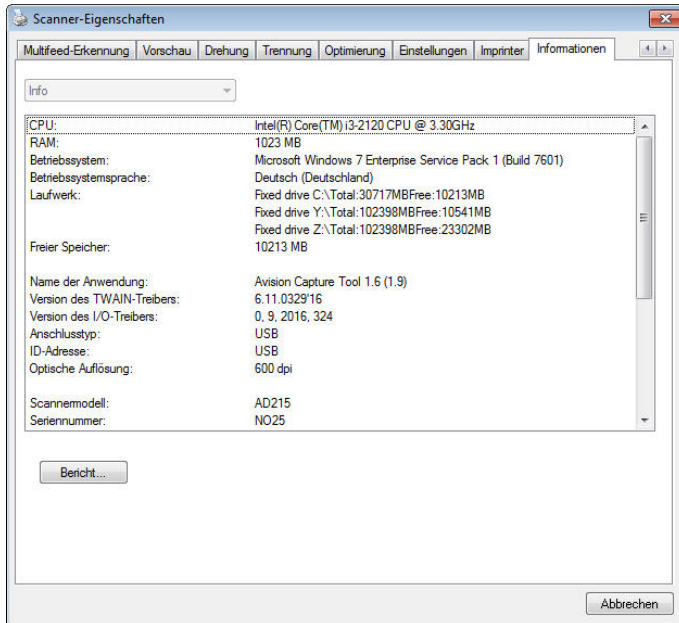 Scanner-Eigenschaften
Multifeed-Erkennung Vorschau Drehung Trennung Optimierung Einstellungen Imprinter Informationen
Info
CPU: Intel(R) Core(TM) i3-2120 CPU @ 3.30GHz
RAM: 1023 MB
Betriebssystem: Microsoft Windows 7 Enterprise Service Pack 1 (Build 7601)
Betriebssystemsprache: Deutsch (Deutschland)
Laufwerk: Fixed drive C:\Total:30717MBFree:10213MB
Fixed drive Y:\Total:102398MBFree:10541MB
Fixed drive Z:\Total:102398MBFree:23302MB
Freier Speicher: 10213 MB
Name der Anwendung: Avision Capture Tool 1.6 (1.9)
Version des TWAIN-Treibers: 6.11.0329'16
Version des I/O-Treibers: 0, 9, 2016, 324
Anschlusstyp: USB
ID-Adresse: USB
Optische Auflösung: 600 dpi
Scannermodell: AD215
Seriennummer: NO25
Bericht...
Abbrechen